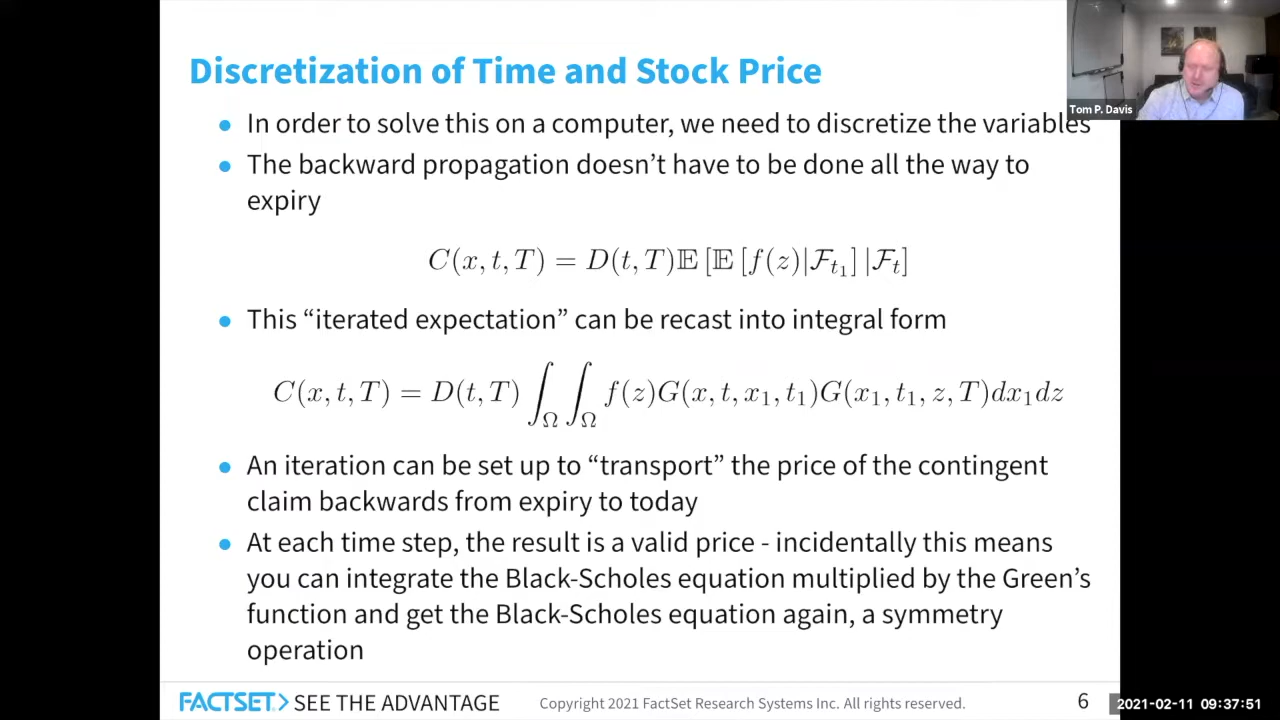 Discretization of Time and Stock Price
Tom P. Davis
In order to solve this on a computer, we need to discretize the variables
The backward propagation doesn't have to be done all the way to
expiry
C(x, t, T) = D(t, T)𝔼 [𝔼 [f(z)|ℱ_{t_1}] |ℱ_t]
This “iterated expectation” can be recast into integral form
C(x, t, T) = D(t, T) ∫_Ω ∫_Ω f(z)G(x, t, x_1, t_1)G(x_1, t_1, z, T)dx_1dz
An iteration can be set up to “transport” the price of the contingent
claim backwards from expiry to today
At each time step, the result is a valid price - incidentally this means
you can integrate the Black-Scholes equation multiplied by the Green's
function and get the Black-Scholes equation again, a symmetry
operation
FACTSET SEE THE ADVANTAGE
Copyright 2021 FactSet Research Systems Inc. All rights reserved.
6
2021-02-11 09:37:51